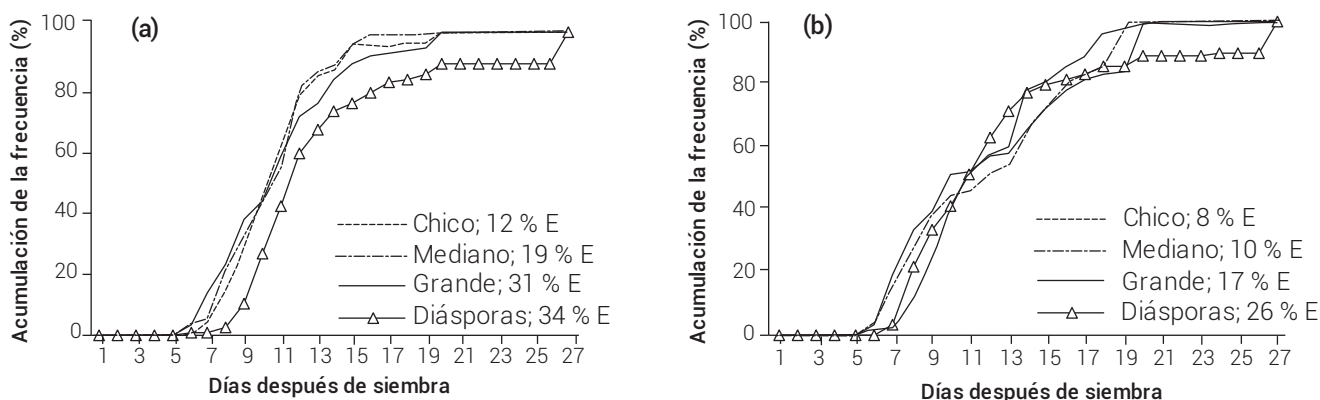 (a)
Acumulación de la frecuencia (%)
100
80
60
40
20
0
Chico; 12 % E
Mediano; 19 % E
Grande; 31 % E
Diásporas; 34 % E
1 3 5 7 9 11 13 15 17 19 21 23 25 27
Días después de siembra
(b)
Acumulación de la frecuencia (%)
100
80
60
40
20
0
Chico; 8 % E
Mediano; 10 % E
Grande; 17 % E
Diásporas; 26 % E
1 3 5 7 9 11 13 15 17 19 21 23 25 27
Días después de siembra